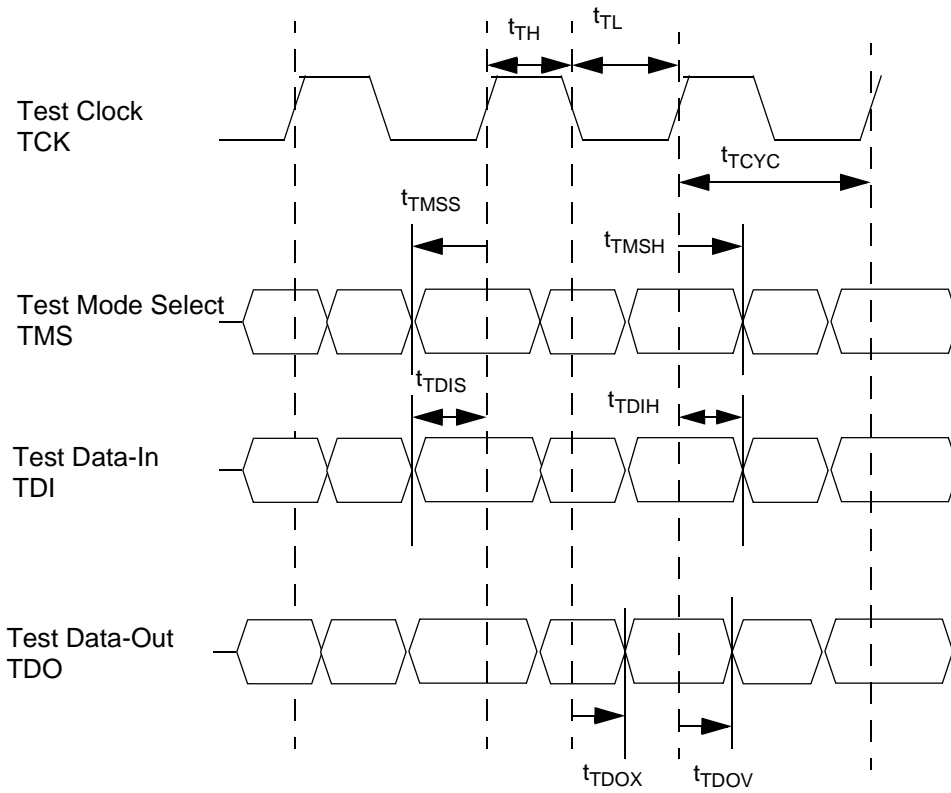 tTH
tTL
Test Clock
TCK
tTCYC
tTMSS
tTMSH
Test Mode Select
TMS
tTDIS
tTDIH
Test Data-In
TDI
Test Data-Out
TDO
tTDOX
tTDOV